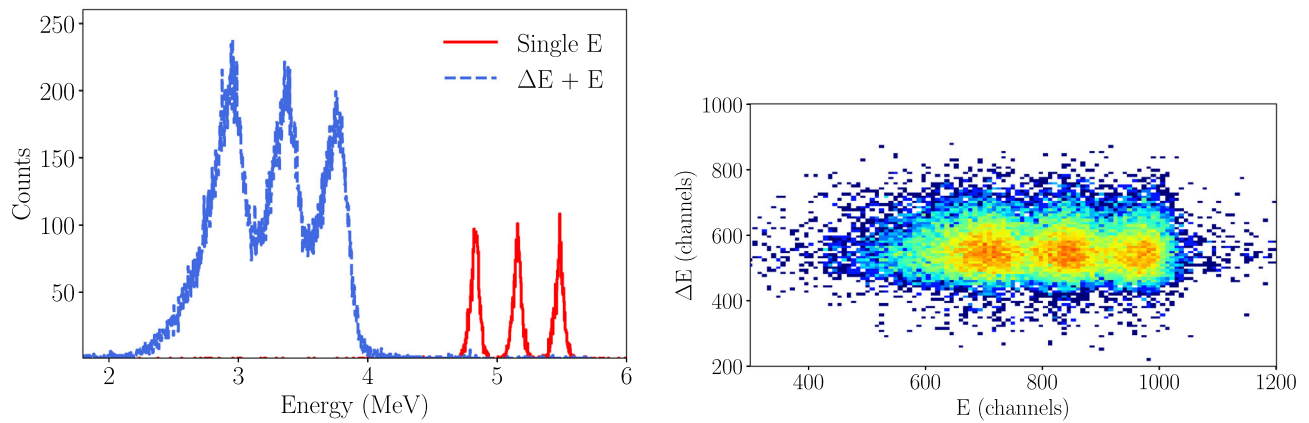 250
200
150
100
50
Counts
2 3 4 5 6
Energy (MeV)
Single E
ΔE + E
1000
800
600
400
200
ΔE (channels)
400 600 800 1000 1200
E (channels)